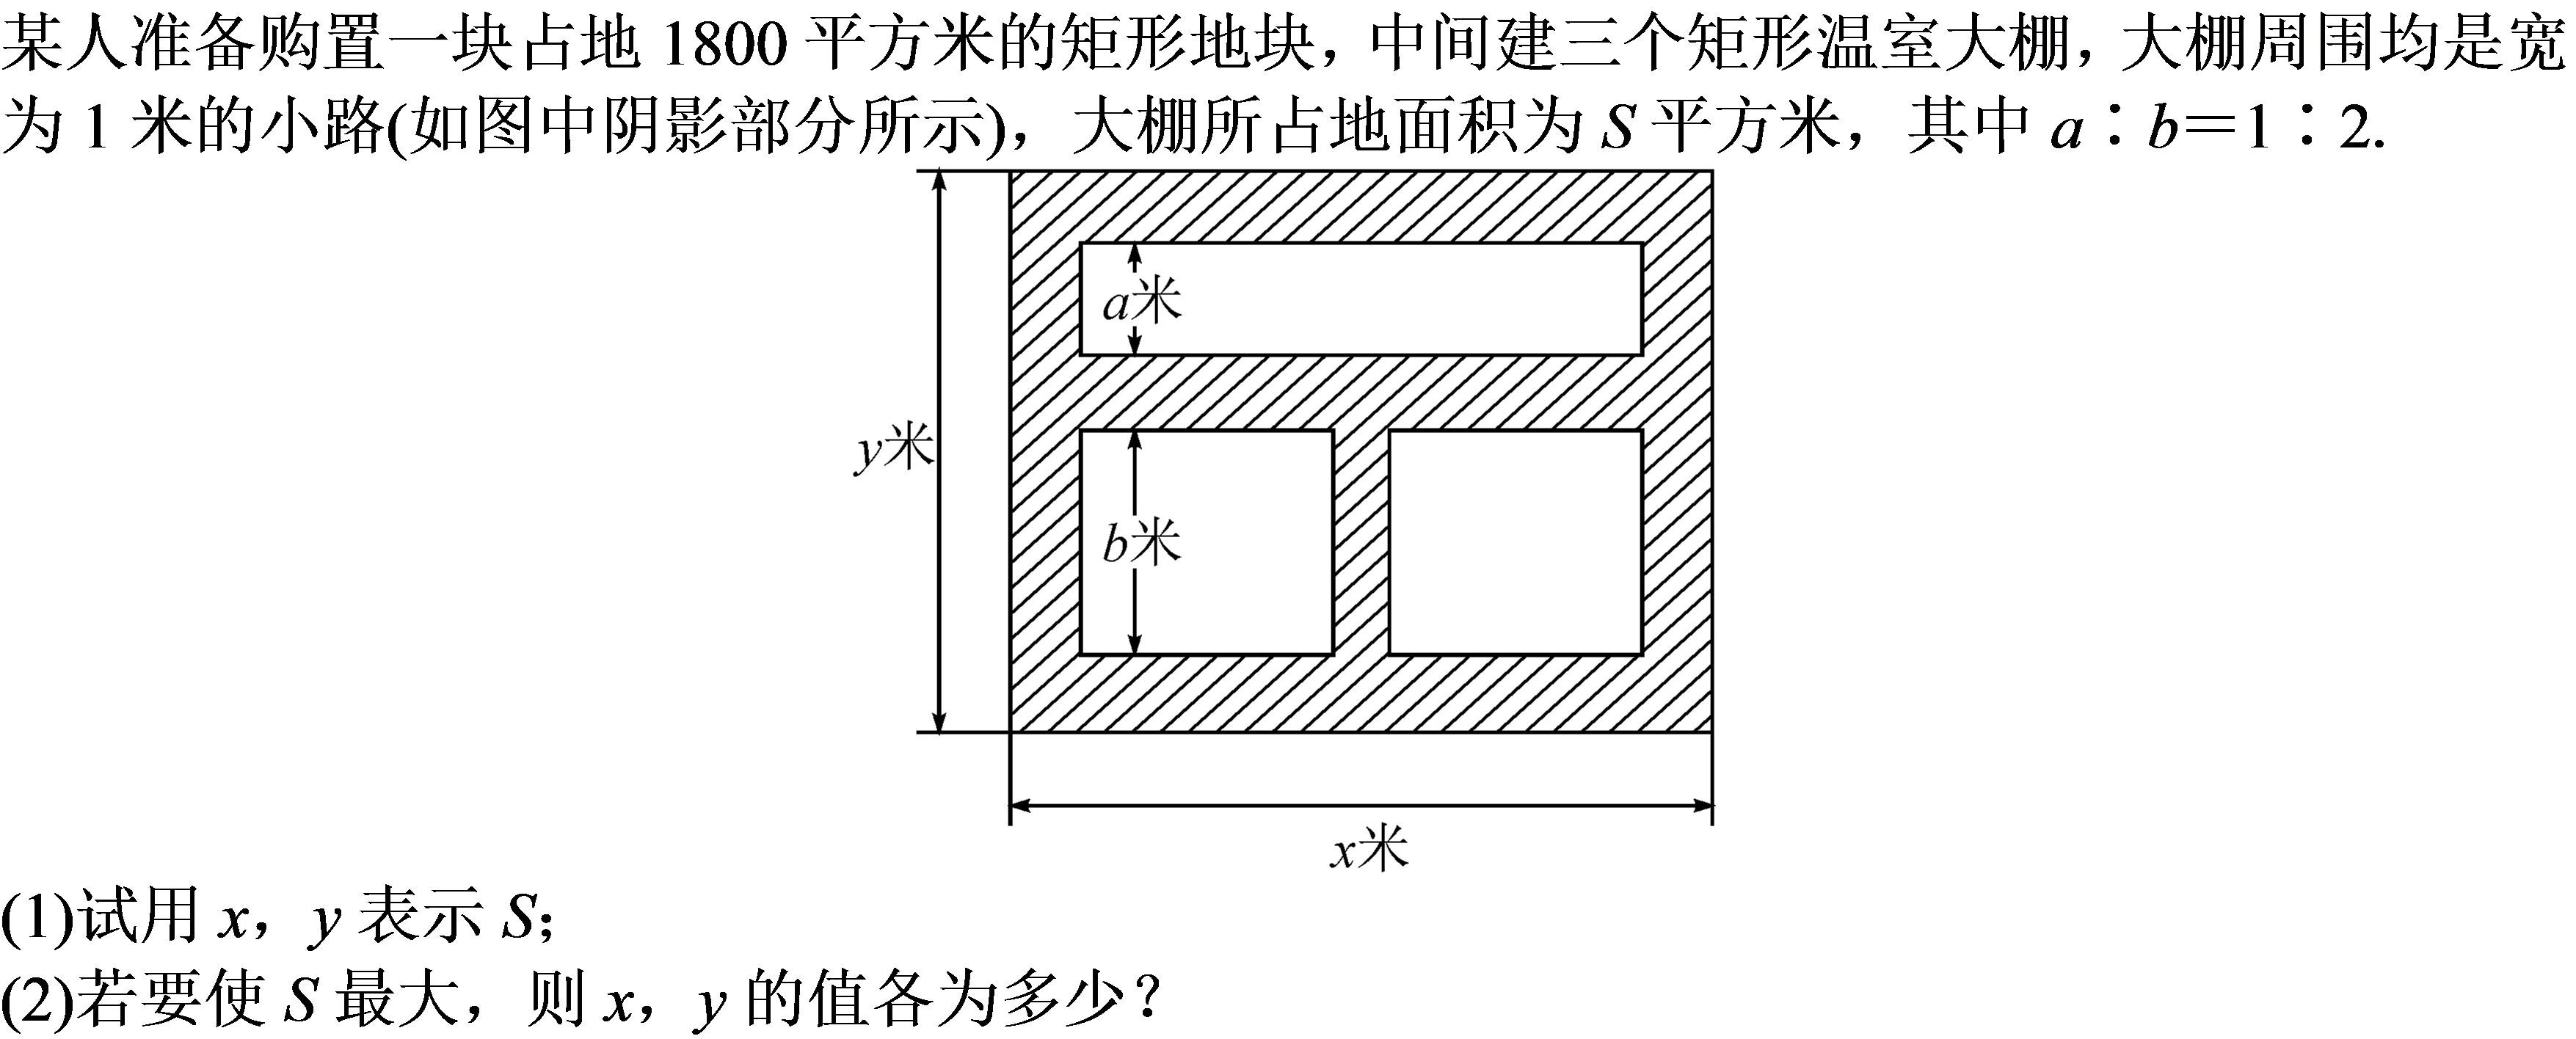 某人准备购置一块占地 1800 平方米的矩形地块，中间建三个矩形温室大棚，大棚周围均是宽
为 1 米的小路(如图中阴影部分所示)，大棚所占地面积为 S 平方米，其中 a∶b＝1∶2.
a米
y米
b米
x米
(1)试用 x，y 表示 S；
(2)若要使 S 最大，则 x，y 的值各为多少？